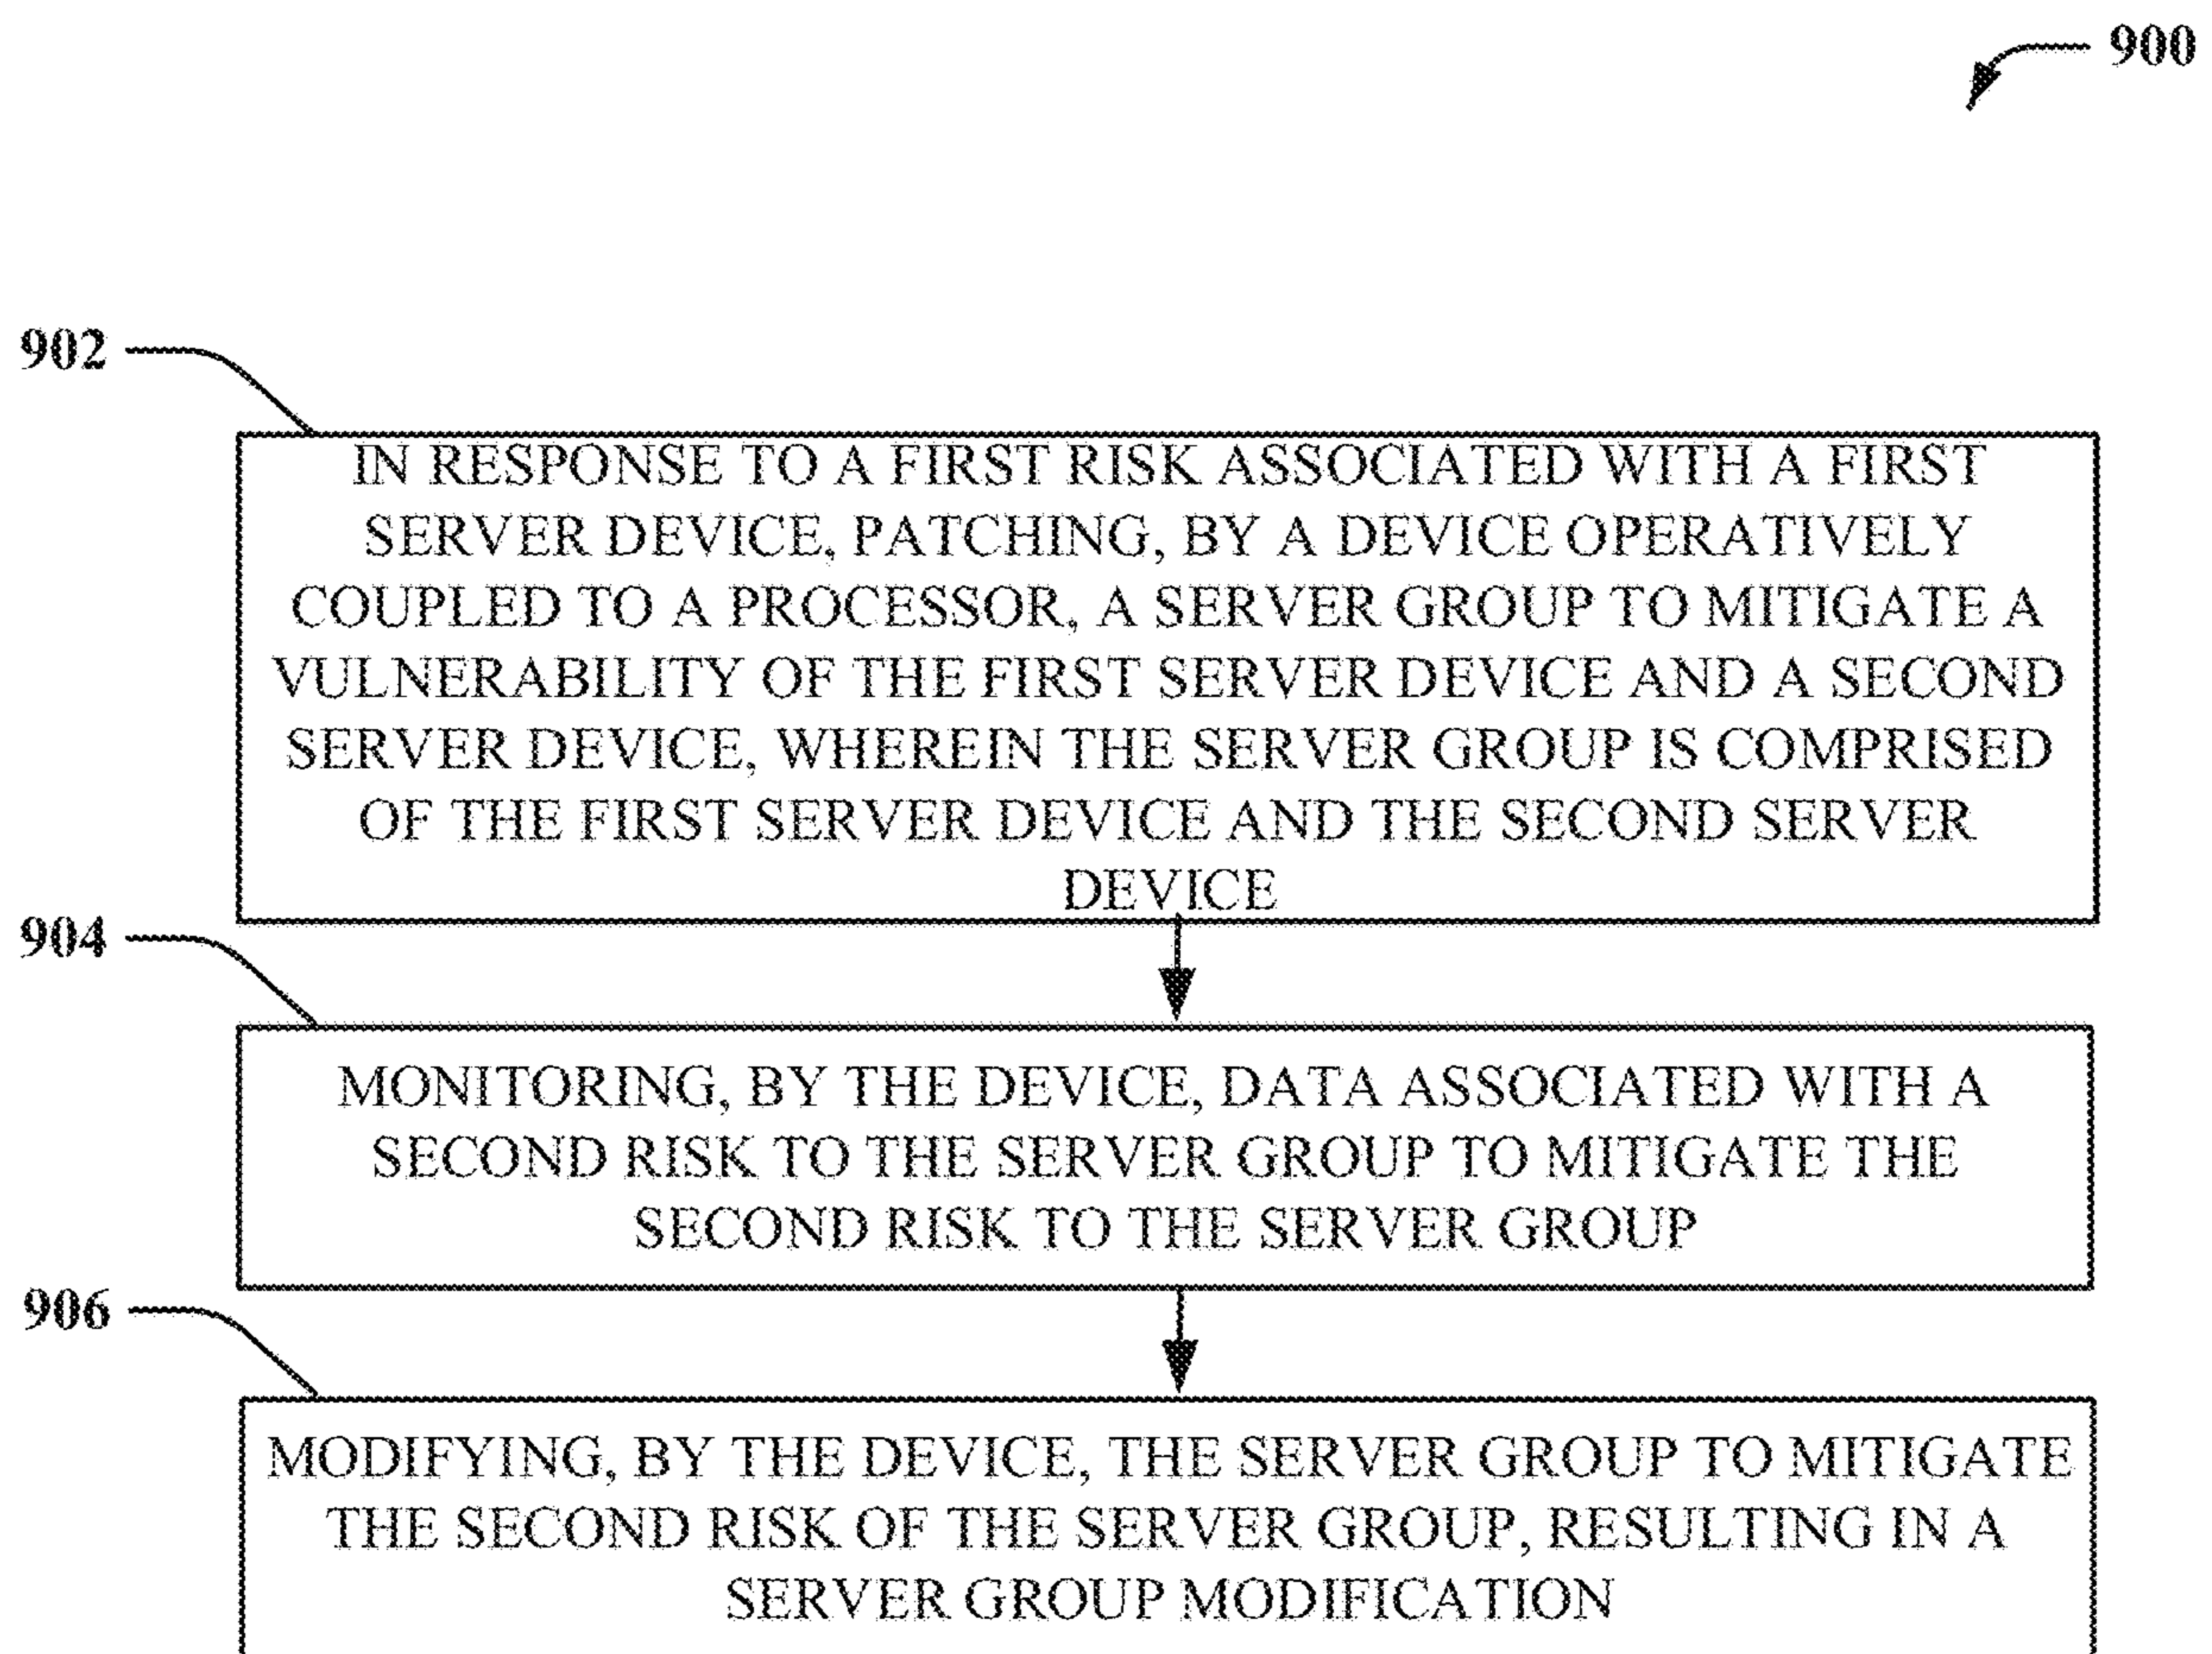 900
902
IN RESPONSE TO A FIRST RISK ASSOCIATED WITH A FIRST
SERVER DEVICE, PATCHING, BY A DEVICE OPERATIVELY
COUPLED TO A PROCESSOR, A SERVER GROUP TO MITIGATE A
VULNERABILITY OF THE FIRST SERVER DEVICE AND A SECOND
SERVER DEVICE, WHEREIN THE SERVER GROUP IS COMPRISED
OF THE FIRST SERVER DEVICE AND THE SECOND SERVER
DEVICE
904
MONITORING, BY THE DEVICE, DATA ASSOCIATED WITH A
SECOND RISK TO THE SERVER GROUP TO MITIGATE THE
SECOND RISK TO THE SERVER GROUP
906
MODIFYING, BY THE DEVICE, THE SERVER GROUP TO MITIGATE
THE SECOND RISK OF THE SERVER GROUP, RESULTING IN A
SERVER GROUP MODIFICATION